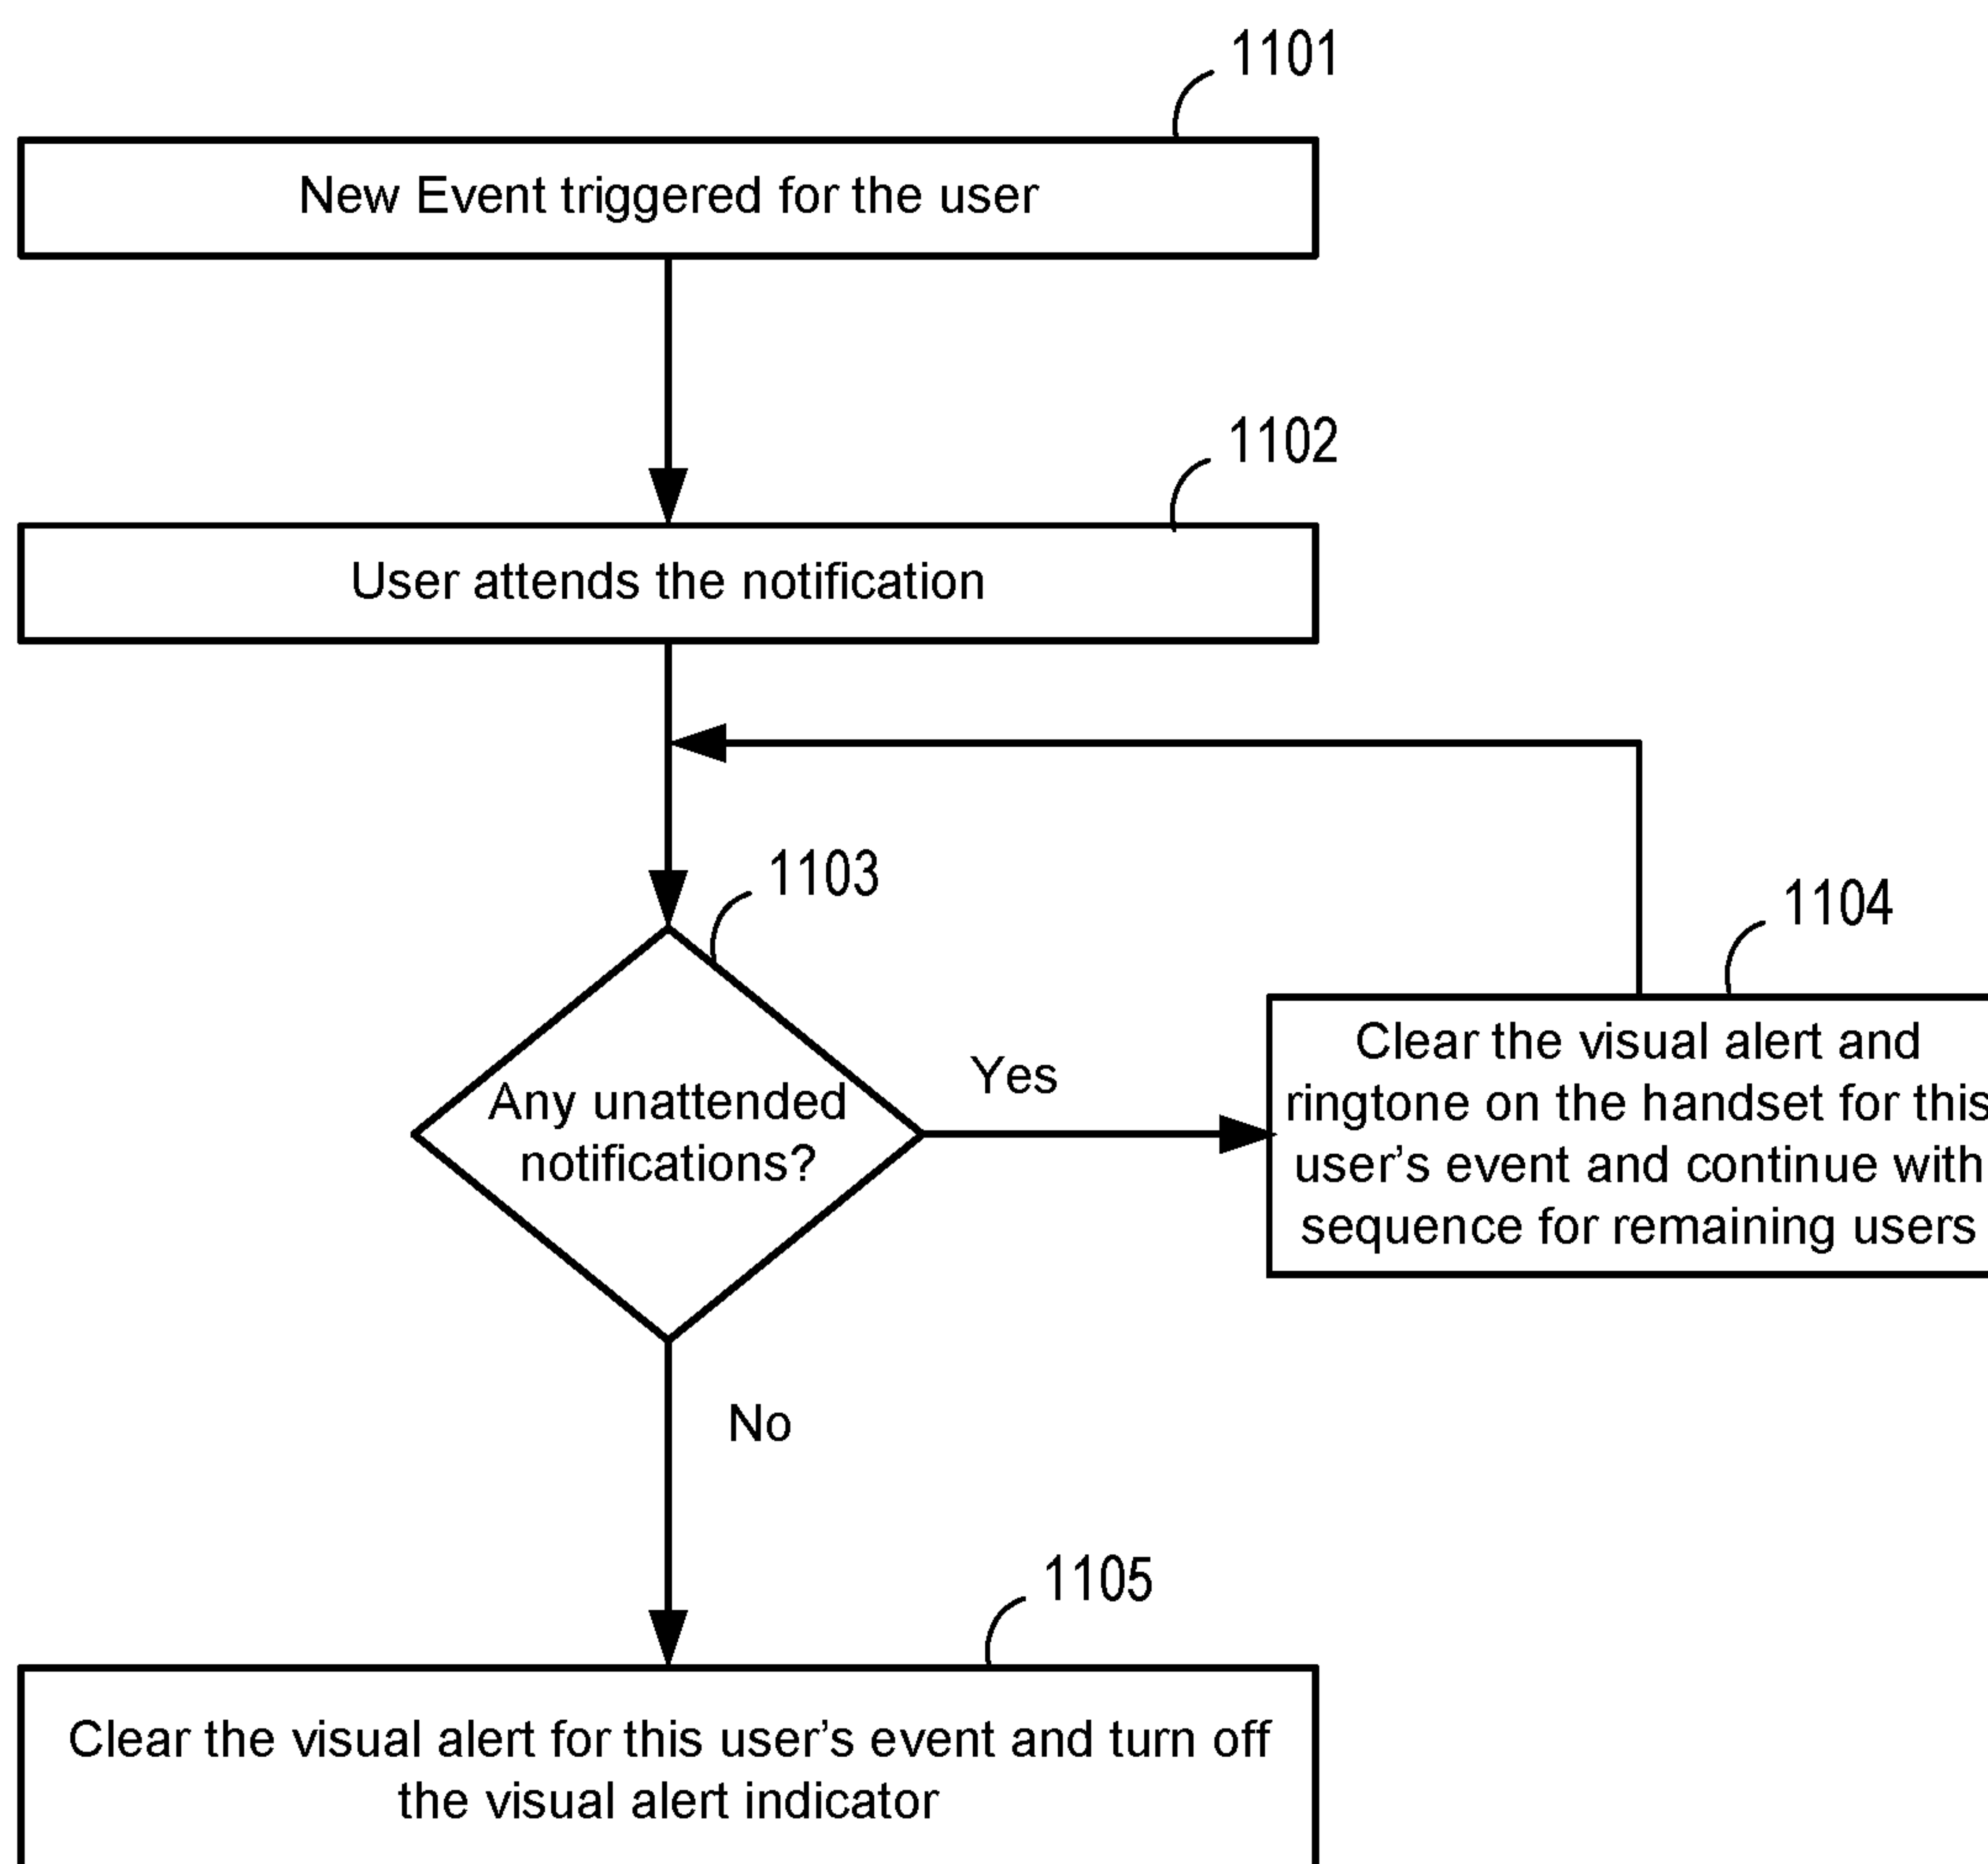 1101
New Event triggered for the user
1102
User attends the notification
1103
Any unattended
notifications?
Yes
1104
Clear the visual alert and
ringtone on the handset for this
user's event and continue with
sequence for remaining users
No
1105
Clear the visual alert for this user's event and turn off
the visual alert indicator